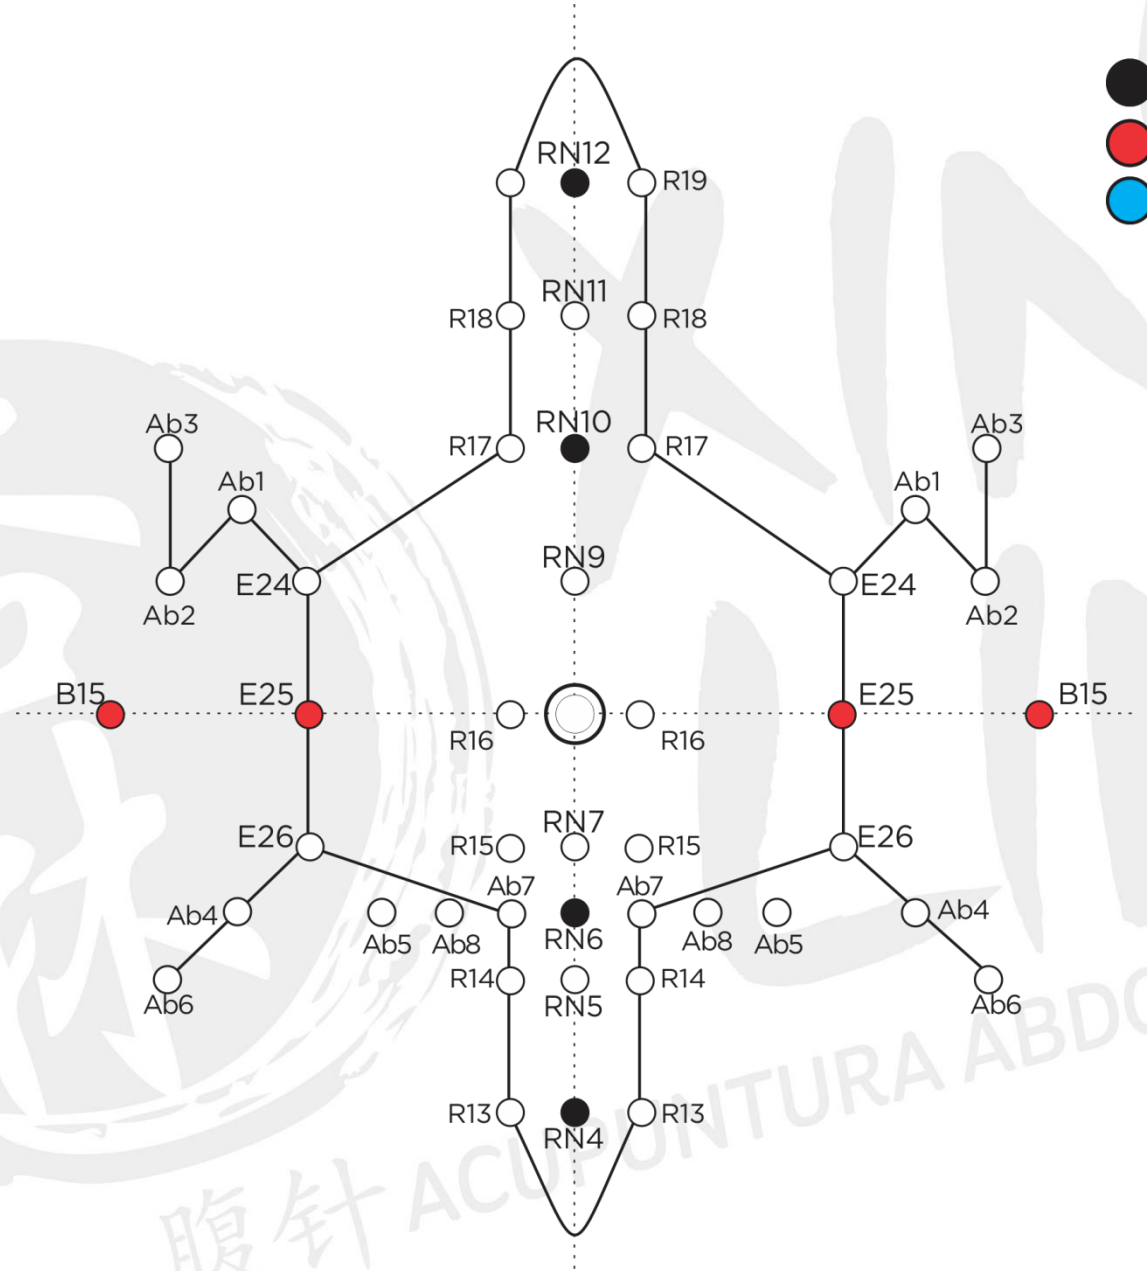 RN12
R19
RN11
R18
R18
RN10
R17
R17
Ab3
Ab3
Ab1
Ab1
RN9
E24
E24
Ab2
Ab2
B15
E25
E25
B15
R16
R16
RN7
E26
R15
R15
E26
Ab7
Ab7
Ab4
Ab5
Ab8
RN6
Ab8
Ab5
Ab4
R14
R14
Ab6
RN5
Ab6
R13
R13
RN4
腹针 ACUPUNTURA ABDO